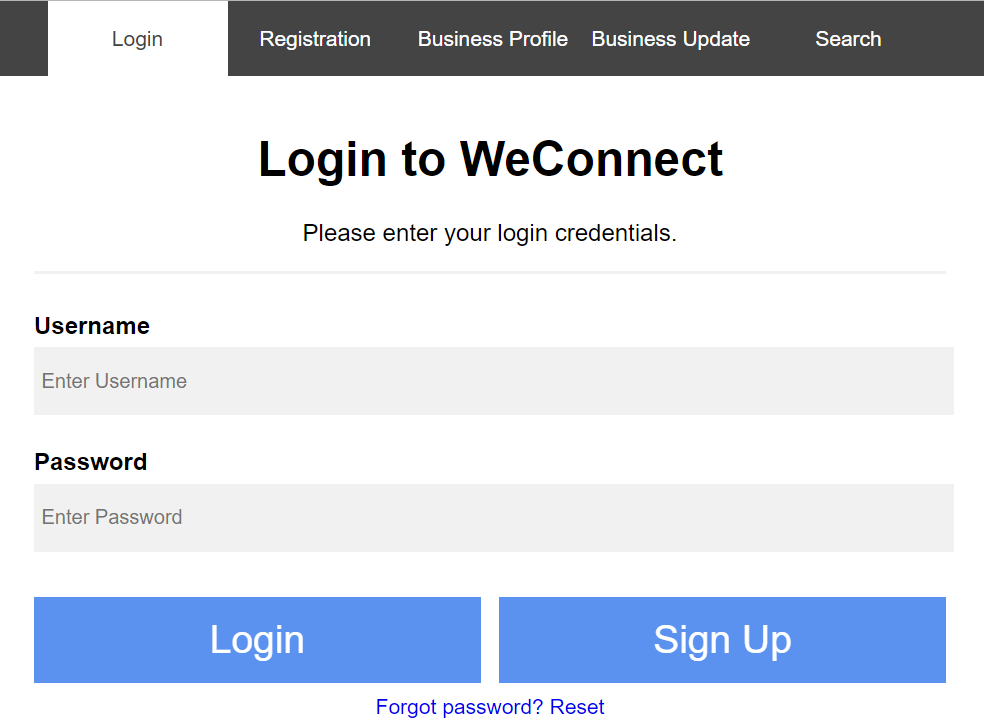 Login Registration Business Profile Business Update Search
Login to WeConnect
Please enter your login credentials.
Username
Enter Username
Password
Enter Password
Login Sign Up
Forgot password? Reset